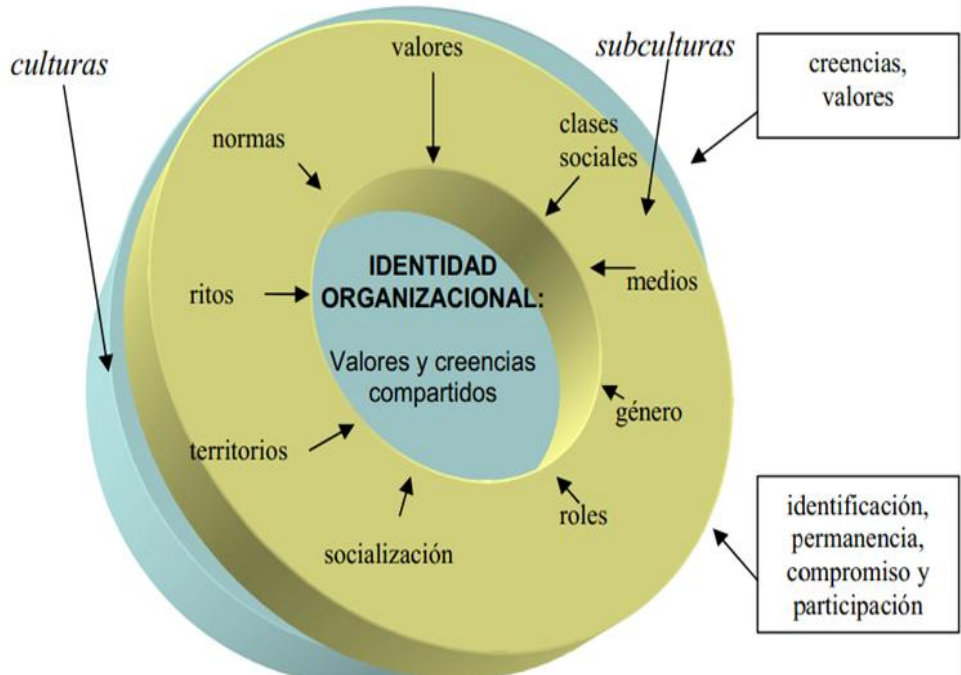 culturas
valores
subculturas
creencias,
valores
normas
clases
sociales
IDENTIDAD
ORGANIZACIONAL:
Valores y creencias
compartidos
ritos
medios
género
territorios
roles
socialización
identificación,
permanencia,
compromiso y
participación